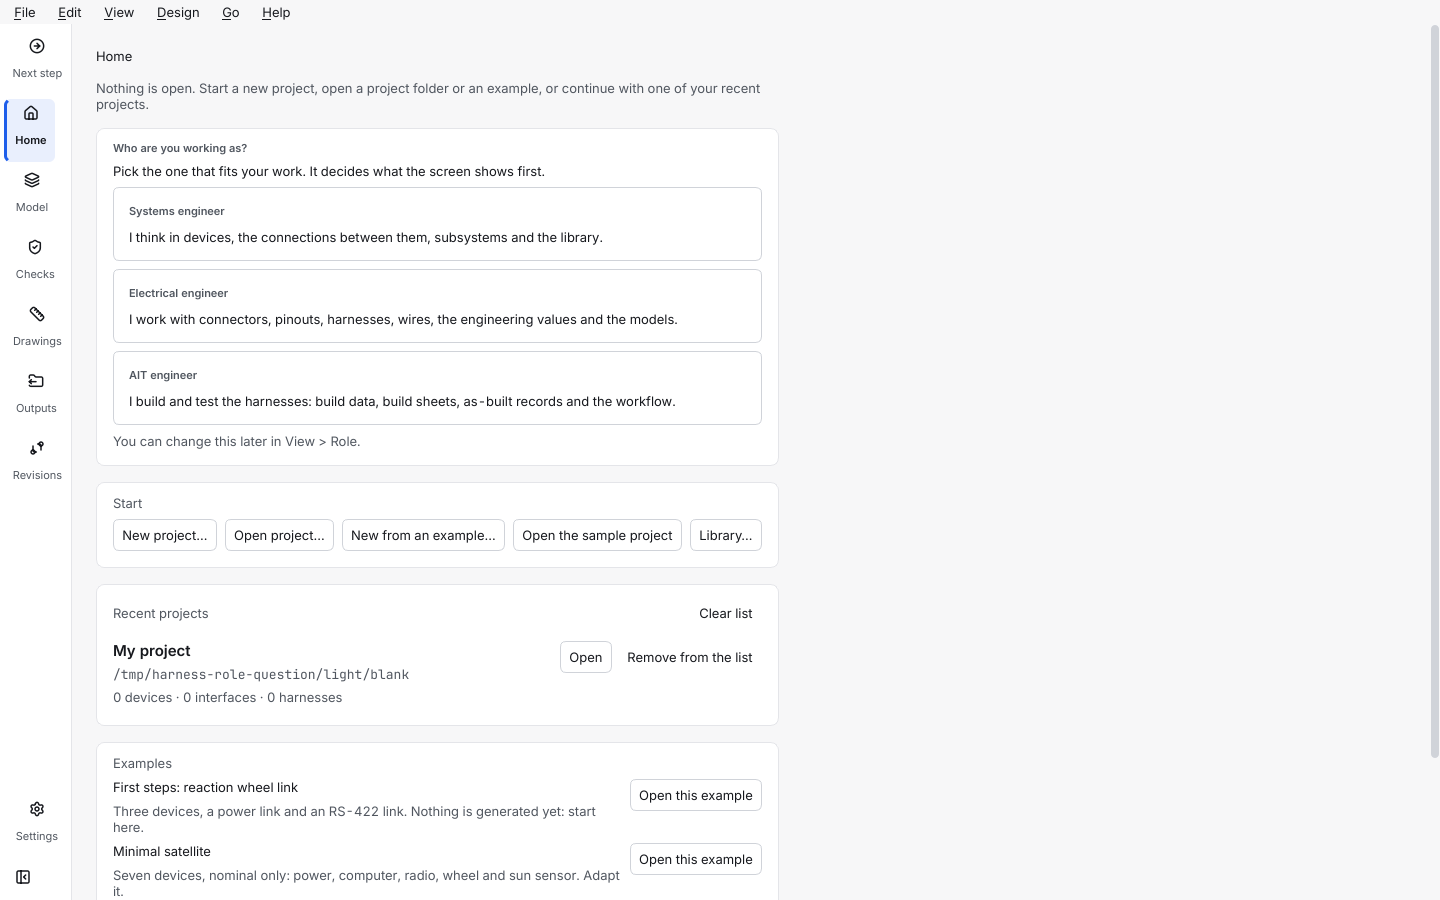 File Edit View Design Go Help
Next step
Home
Model
Checks
Drawings
Outputs
Revisions
Settings
Home
Nothing is open. Start a new project, open a project folder or an example, or continue with one of your recent
projects.
Who are you working as?
Pick the one that fits your work. It decides what the screen shows first.
Systems engineer
I think in devices, the connections between them, subsystems and the library.
Electrical engineer
I work with connectors, pinouts, harnesses, wires, the engineering values and the models.
AIT engineer
I build and test the harnesses: build data, build sheets, as-built records and the workflow.
You can change this later in View > Role.
Start
New project... Open project... New from an example... Open the sample project Library...
Recent projects Clear list
My project
Open Remove from the list
/tmp/harness-role-question/light/blank
0 devices · 0 interfaces · 0 harnesses
Examples
First steps: reaction wheel link
Open this example
Three devices, a power link and an RS-422 link. Nothing is generated yet: start
here.
Minimal satellite
Open this example
Seven devices, nominal only: power, computer, radio, wheel and sun sensor. Adapt
it.